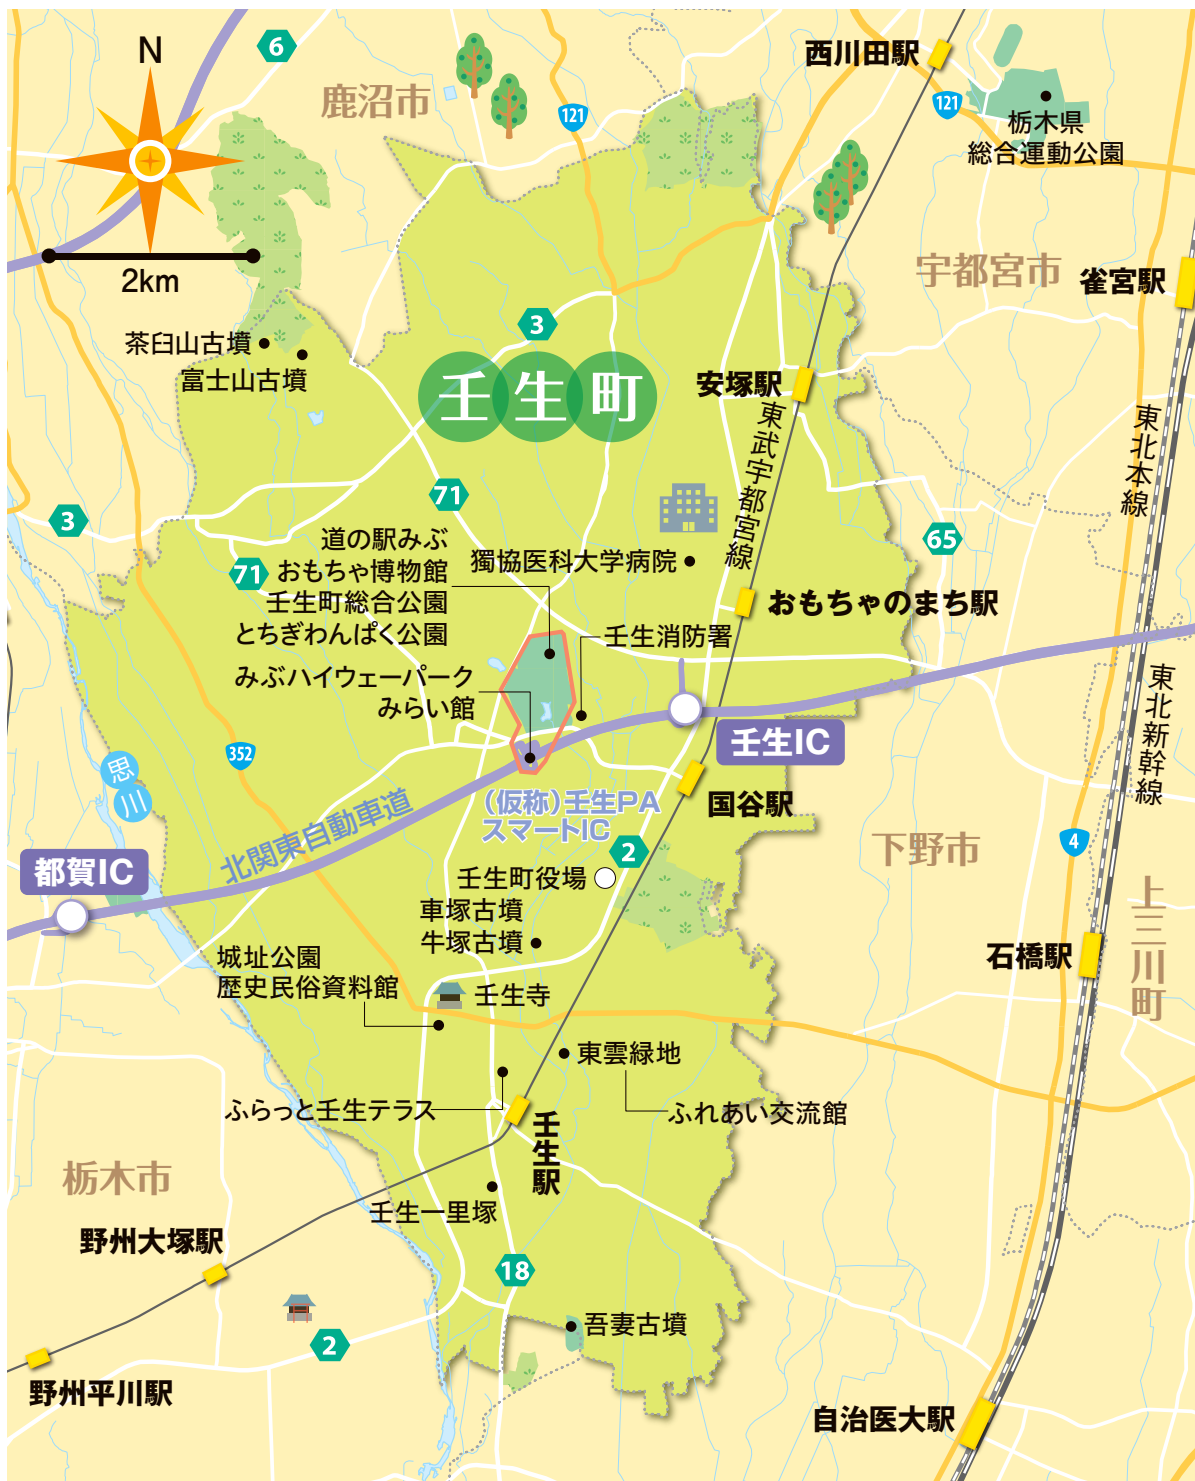 N
2km
6
鹿沼市
121
西川田駅
121
栃木県
総合運動公園
宇都宮市
雀宮駅
茶臼山古墳
富士山古墳
3
壬生町
安塚駅
東武宇都宮線
東北本線
71
3
65
道の駅みぶ
おもちゃ博物館
壬生町総合公園
とちぎわんぱく公園
71
獨協医科大学病院
おもちゃのまち駅
壬生消防署
みぶハイウェーパーク
みらい館
東北新幹線
352
壬生IC
思川
国谷駅
(仮称)壬生PA
スマートIC
北関東自動車道
下野市
4
都賀IC
2
壬生町役場
車塚古墳
牛塚古墳
上三川町
石橋駅
城址公園
歴史民俗資料館
壬生寺
東雲緑地
ふらっと壬生テラス
ふれあい交流館
壬生駅
栃木市
壬生一里塚
野州大塚駅
18
2
吾妻古墳
野州平川駅
自治医大駅